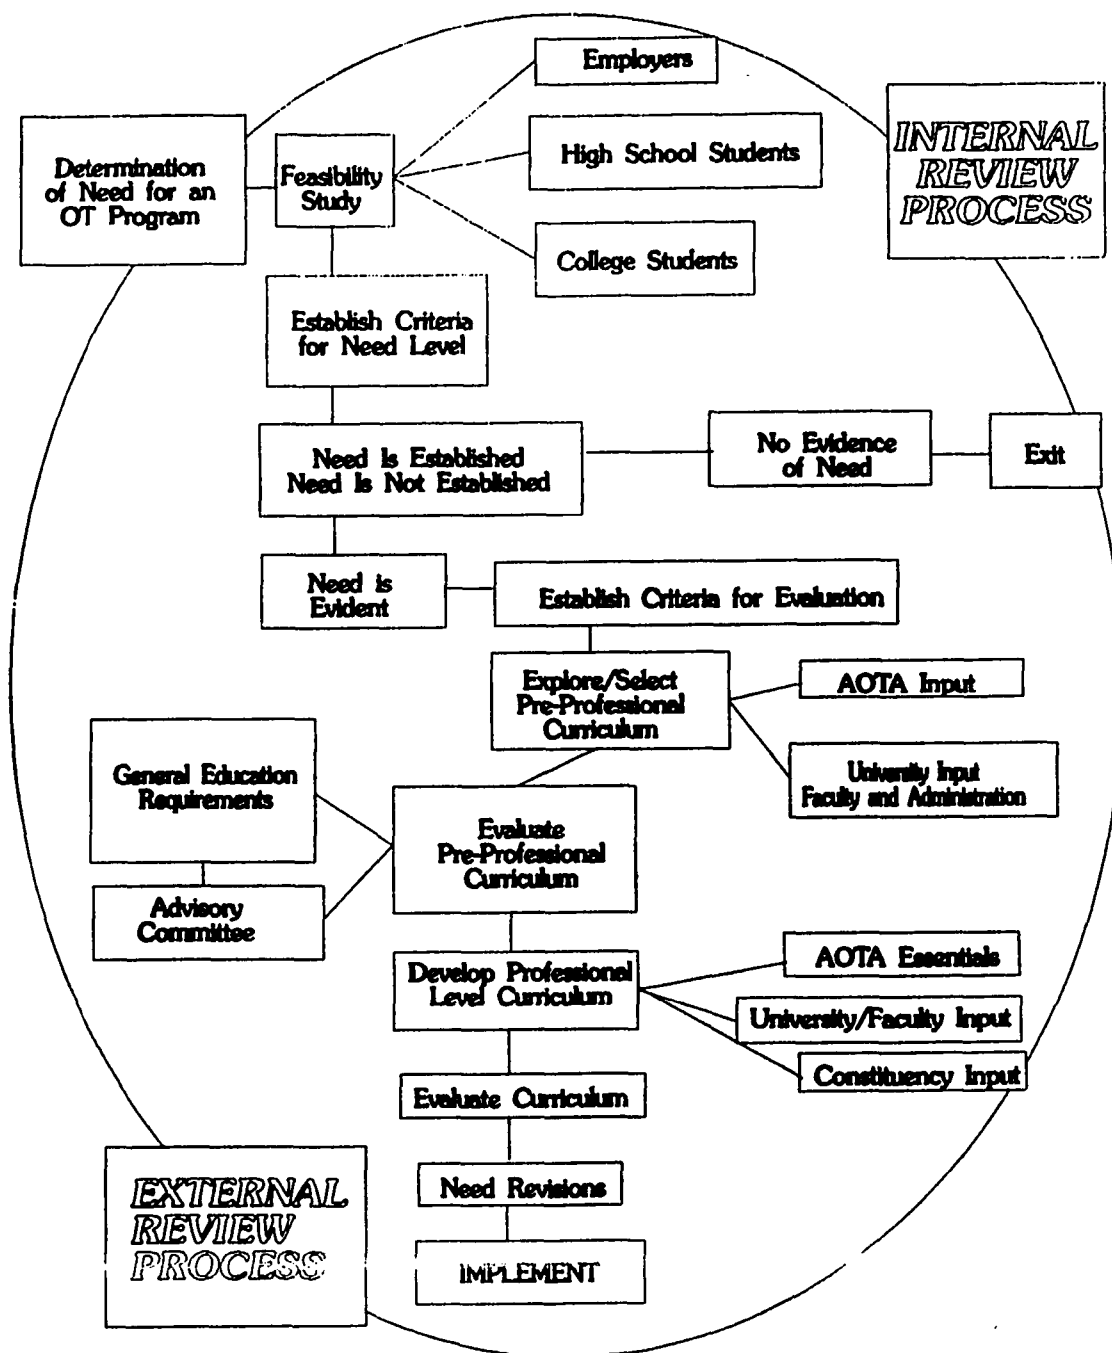 Employers
Determination
of Need for an
OT Program
Feasibility
Study
High School Students
INTERNAL
REVIEW
PROCESS
College Students
Establish Criteria
for Need Level
Need Is Established
Need Is Not Established
No Evidence
of Need
Exit
Need is
Evident
Establish Criteria for Evaluation
Explore/Select
Pre-Professional
Curriculum
AOTA Input
University Input
Faculty and Administration
General Education
Requirements
Evaluate
Pre-Professional
Curriculum
Advisory
Committee
Develop Professional
Level Curriculum
AOTA Essentials
University/Faculty Input
Constituency Input
Evaluate Curriculum
Need Revisions
EXTERNAL
REVIEW
PROCESS
IMPLEMENT